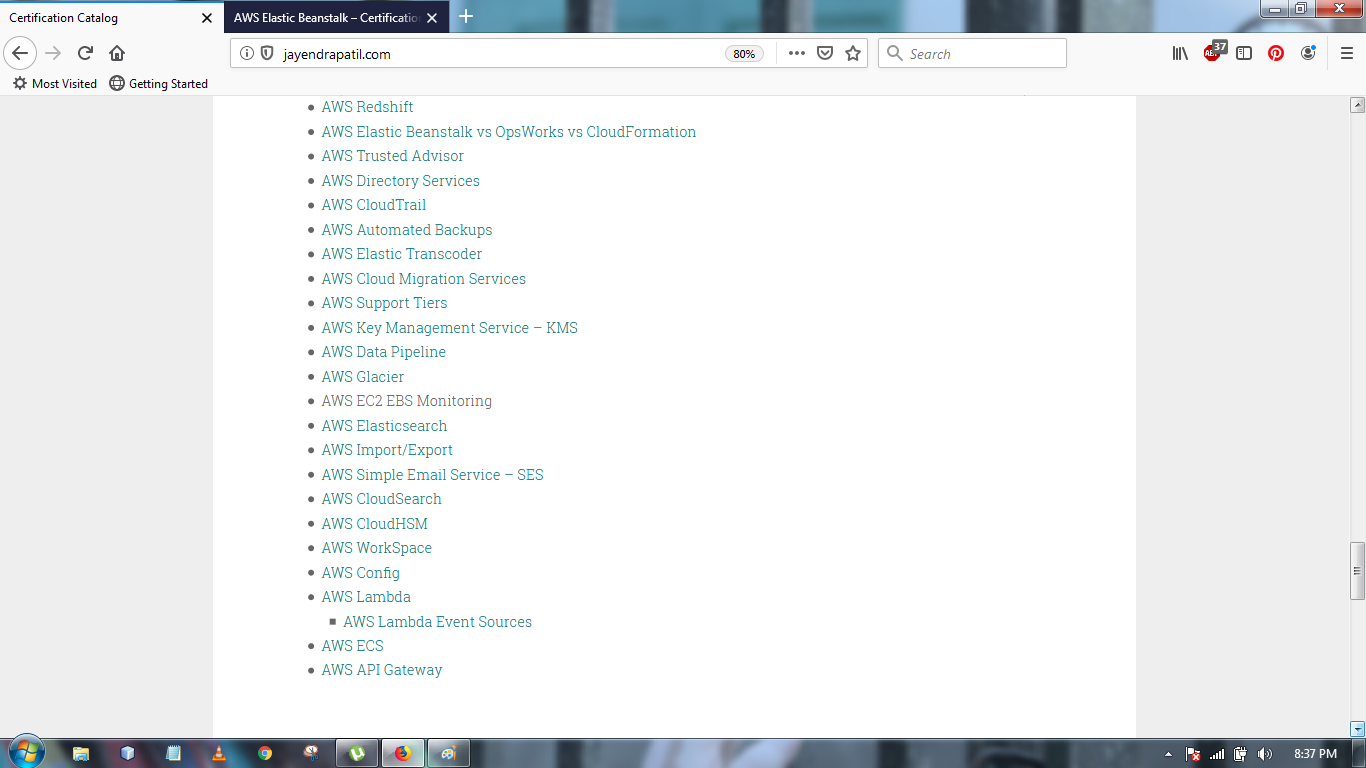 Certification Catalog
AWS Elastic Beanstalk – Certification
jayendrapatil.com
80%
Search
37
Most Visited
Getting Started
AWS Redshift
AWS Elastic Beanstalk vs OpsWorks vs CloudFormation
AWS Trusted Advisor
AWS Directory Services
AWS CloudTrail
AWS Automated Backups
AWS Elastic Transcoder
AWS Cloud Migration Services
AWS Support Tiers
AWS Key Management Service – KMS
AWS Data Pipeline
AWS Glacier
AWS EC2 EBS Monitoring
AWS Elasticsearch
AWS Import/Export
AWS Simple Email Service – SES
AWS CloudSearch
AWS CloudHSM
AWS WorkSpace
AWS Config
AWS Lambda
AWS Lambda Event Sources
AWS ECS
AWS API Gateway
8:37 PM